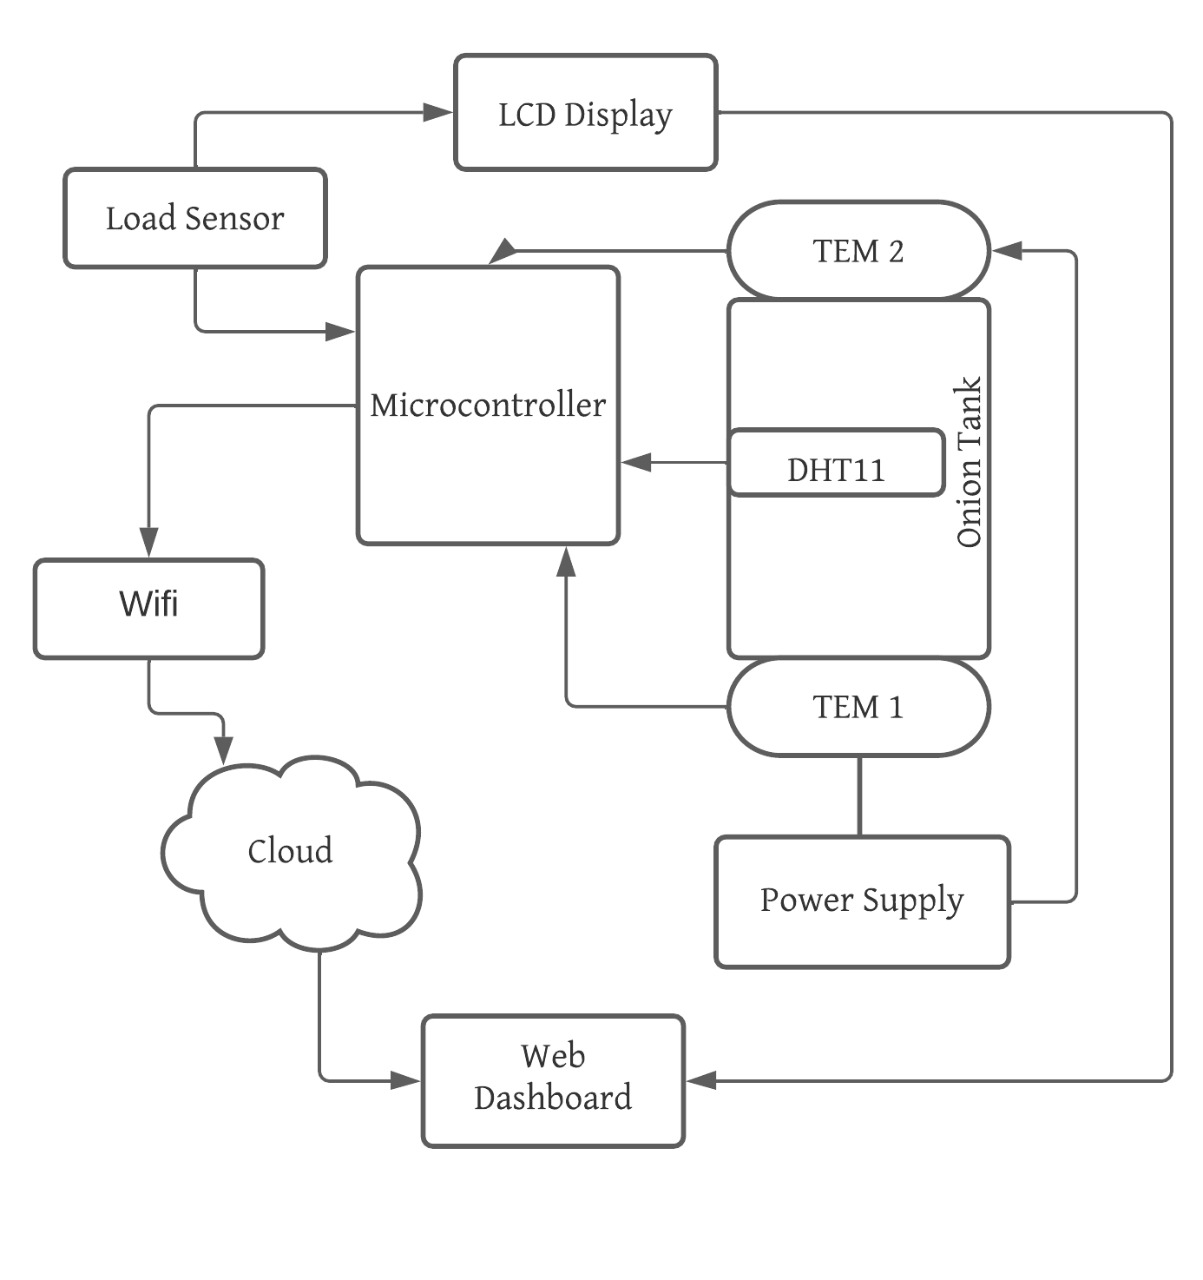 LCD Display
Load Sensor
TEM 2
Microcontroller
Onion Tank
DHT11
Wifi
TEM 1
Cloud
Power Supply
Web
Dashboard